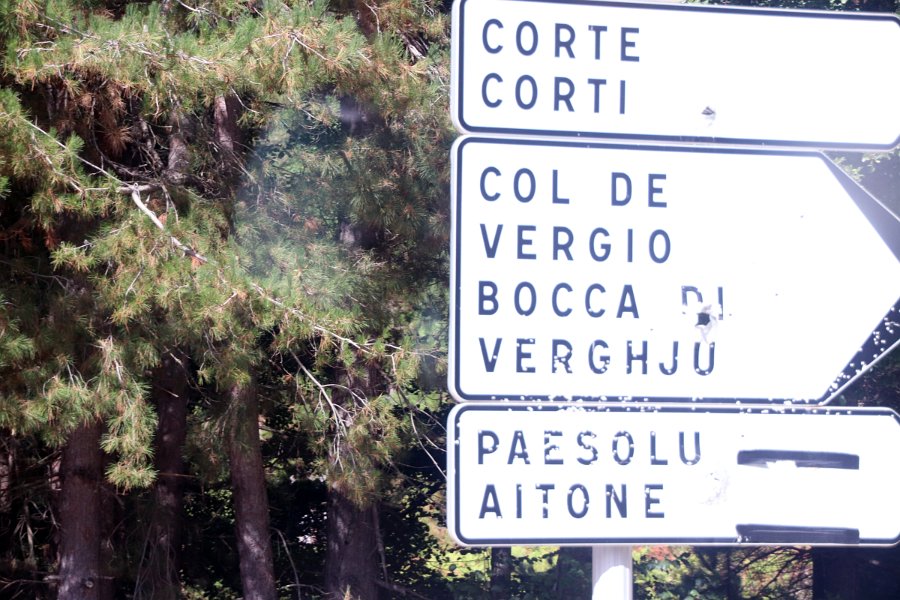 CORTE
CORTI
COL DE
VERGIO
BOCCA DI
VERGHJU
PAESOLU
AITONE